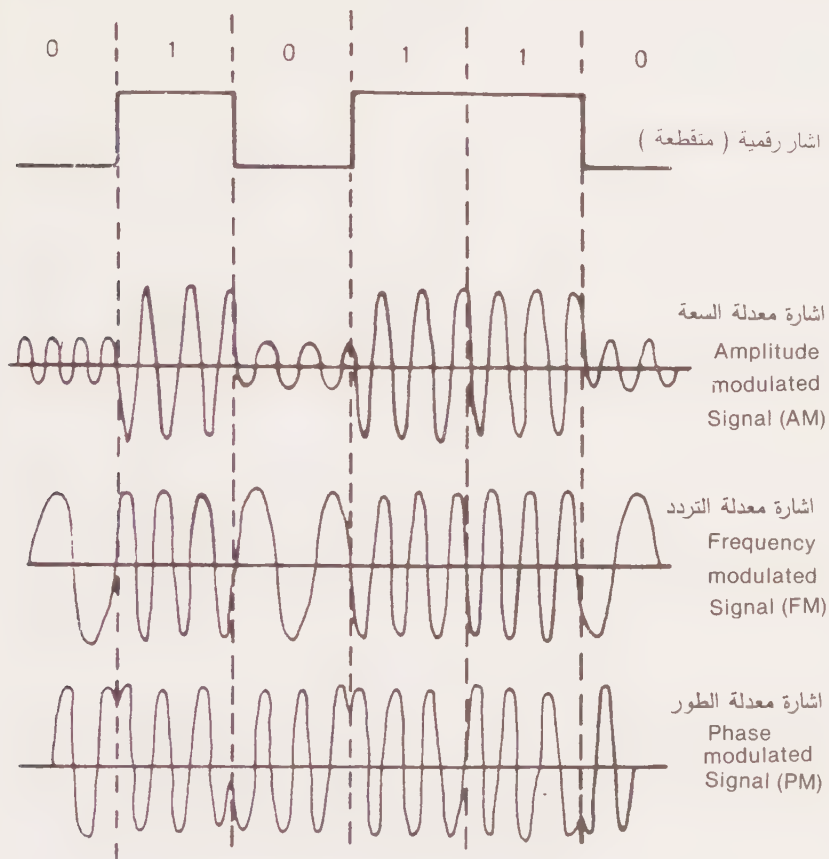 0 1 0 1 1 0
اشار رقمية ( متقطعة )
اشارة معدلة السعة
Amplitude
modulated
Signal (AM)
اشارة معدلة التردد
Frequency
modulated
Signal (FM)
اشارة معدلة الطور
Phase
modulated
Signal (PM)